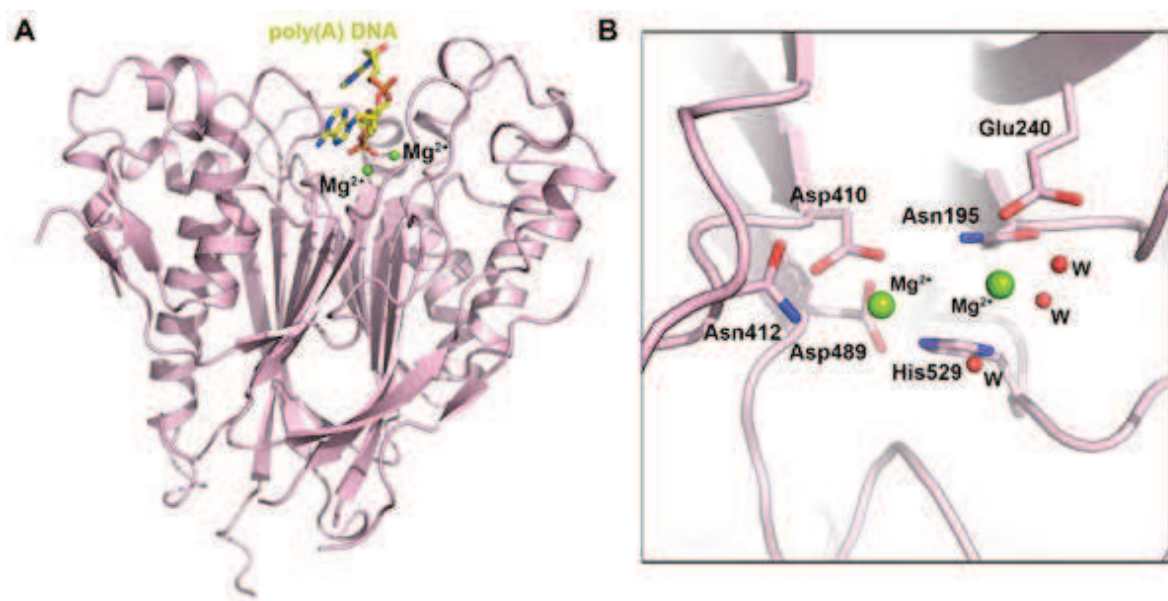 A
poly(A) DNA
Mg²⁺
Mg²⁺
B
Glu240
Asp410
Asn195
Mg²⁺
W
Mg²⁺
W
Asn412
Asp489
His529
W